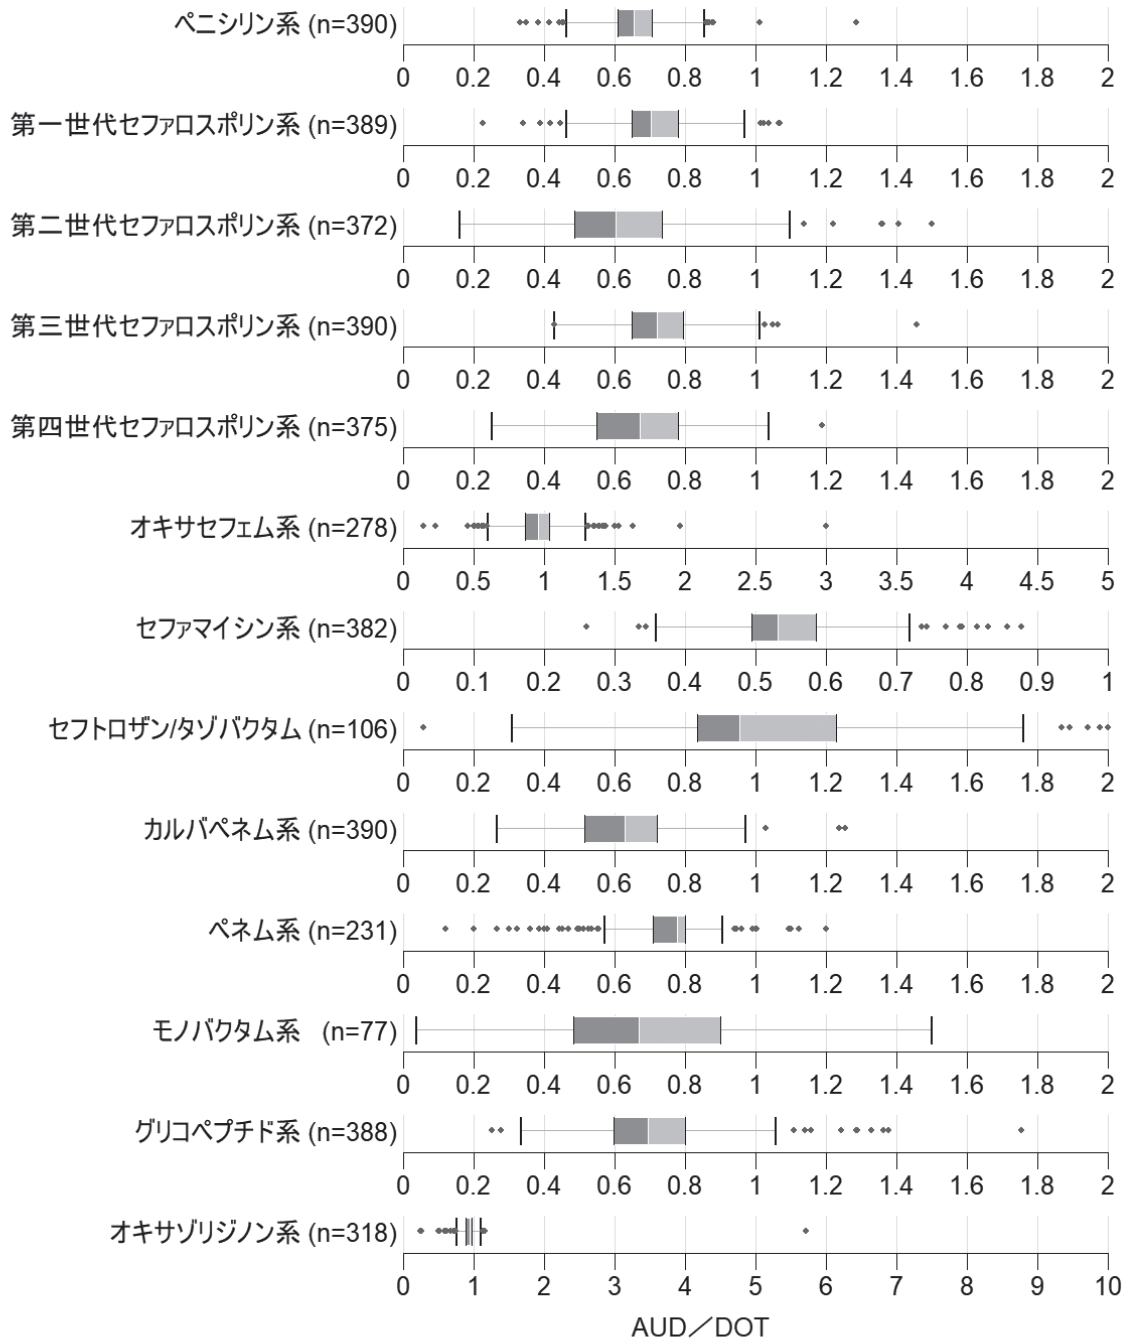 ペニシリン系 (n=390)
0 0.2 0.4 0.6 0.8 1 1.2 1.4 1.6 1.8 2
第一世代セファロスポリン系 (n=389)
0 0.2 0.4 0.6 0.8 1 1.2 1.4 1.6 1.8 2
第二世代セファロスポリン系 (n=372)
0 0.2 0.4 0.6 0.8 1 1.2 1.4 1.6 1.8 2
第三世代セファロスポリン系 (n=390)
0 0.2 0.4 0.6 0.8 1 1.2 1.4 1.6 1.8 2
第四世代セファロスポリン系 (n=375)
0 0.2 0.4 0.6 0.8 1 1.2 1.4 1.6 1.8 2
オキサセフェム系 (n=278)
0 0.5 1 1.5 2 2.5 3 3.5 4 4.5 5
セファマイシン系 (n=382)
0 0.1 0.2 0.3 0.4 0.5 0.6 0.7 0.8 0.9 1
セフトロザン/タゾバクタム (n=106)
0 0.2 0.4 0.6 0.8 1 1.2 1.4 1.6 1.8 2
カルバペネム系 (n=390)
0 0.2 0.4 0.6 0.8 1 1.2 1.4 1.6 1.8 2
ペネム系 (n=231)
0 0.2 0.4 0.6 0.8 1 1.2 1.4 1.6 1.8 2
モノバクタム系 (n=77)
0 0.2 0.4 0.6 0.8 1 1.2 1.4 1.6 1.8 2
グリコペプチド系 (n=388)
0 0.2 0.4 0.6 0.8 1 1.2 1.4 1.6 1.8 2
オキサゾリジノン系 (n=318)
0 1 2 3 4 5 6 7 8 9 10
AUD／DOT